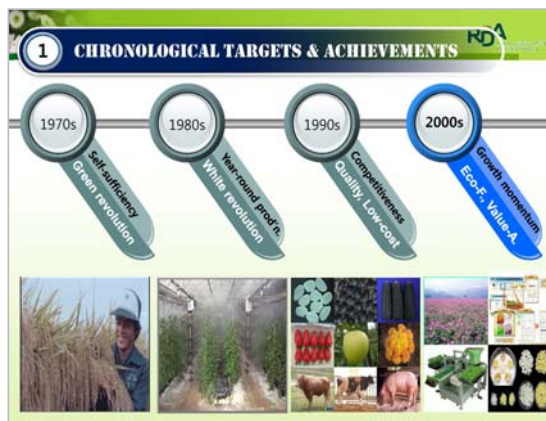 RDA
1 CHRONOLOGICAL TARGETS & ACHIEVEMENTS
1970s
Self-sufficiency
Green revolution
1980s
Year-round prod'n.
White revolution
1990s
Competitiveness
Quality, Low-cost
2000s
Growth momentum
Eco-F., Value-A.